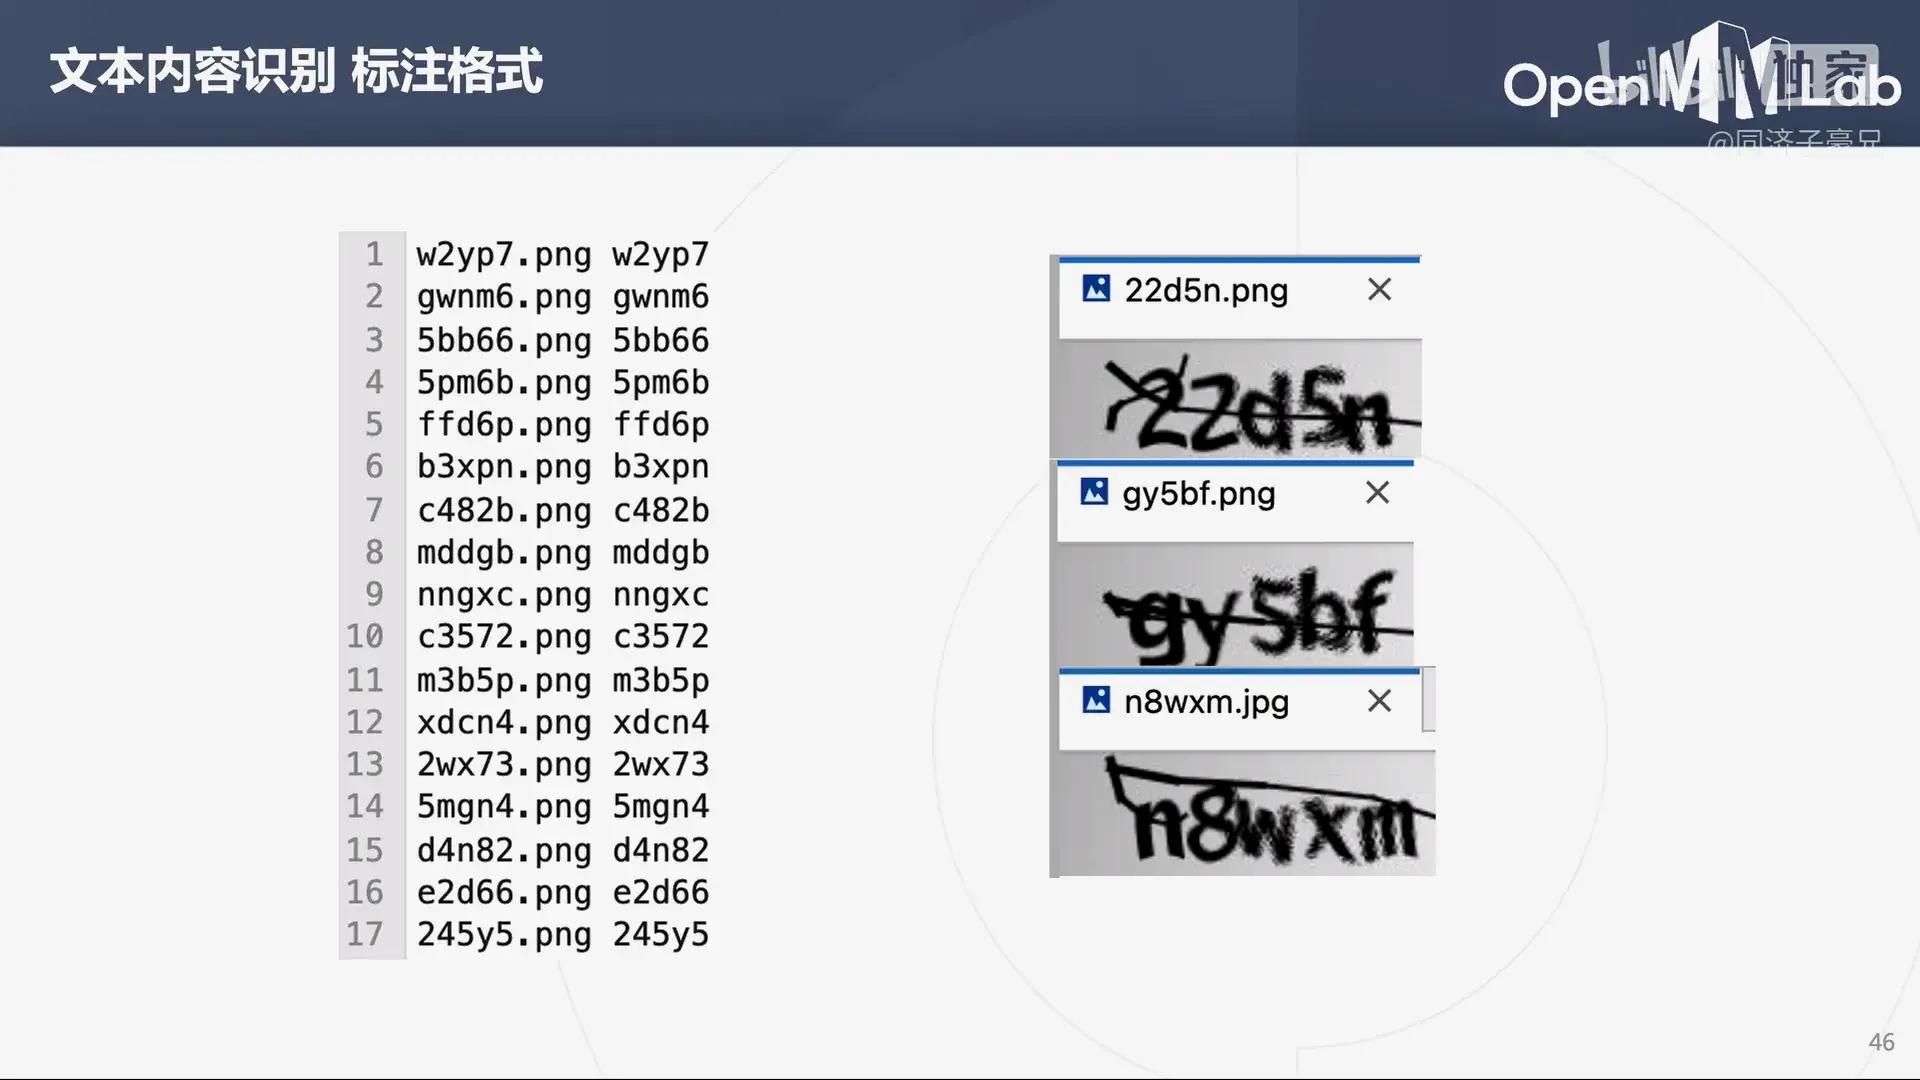 文本内容识别 标注格式
OpenMMLab
bilibili 独家
@同济子豪兄
1 w2yp7.png w2yp7
2 gwnm6.png gwnm6
3 5bb66.png 5bb66
4 5pm6b.png 5pm6b
5 ffd6p.png ffd6p
6 b3xpn.png b3xpn
7 c482b.png c482b
8 mddgb.png mddgb
9 nngxc.png nngxc
10 c3572.png c3572
11 m3b5p.png m3b5p
12 xdcn4.png xdcn4
13 2wx73.png 2wx73
14 5mgn4.png 5mgn4
15 d4n82.png d4n82
16 e2d66.png e2d66
17 245y5.png 245y5
22d5n.png
22d5n
gy5bf.png
gy5bf
n8wxm.jpg
n8wxm
46